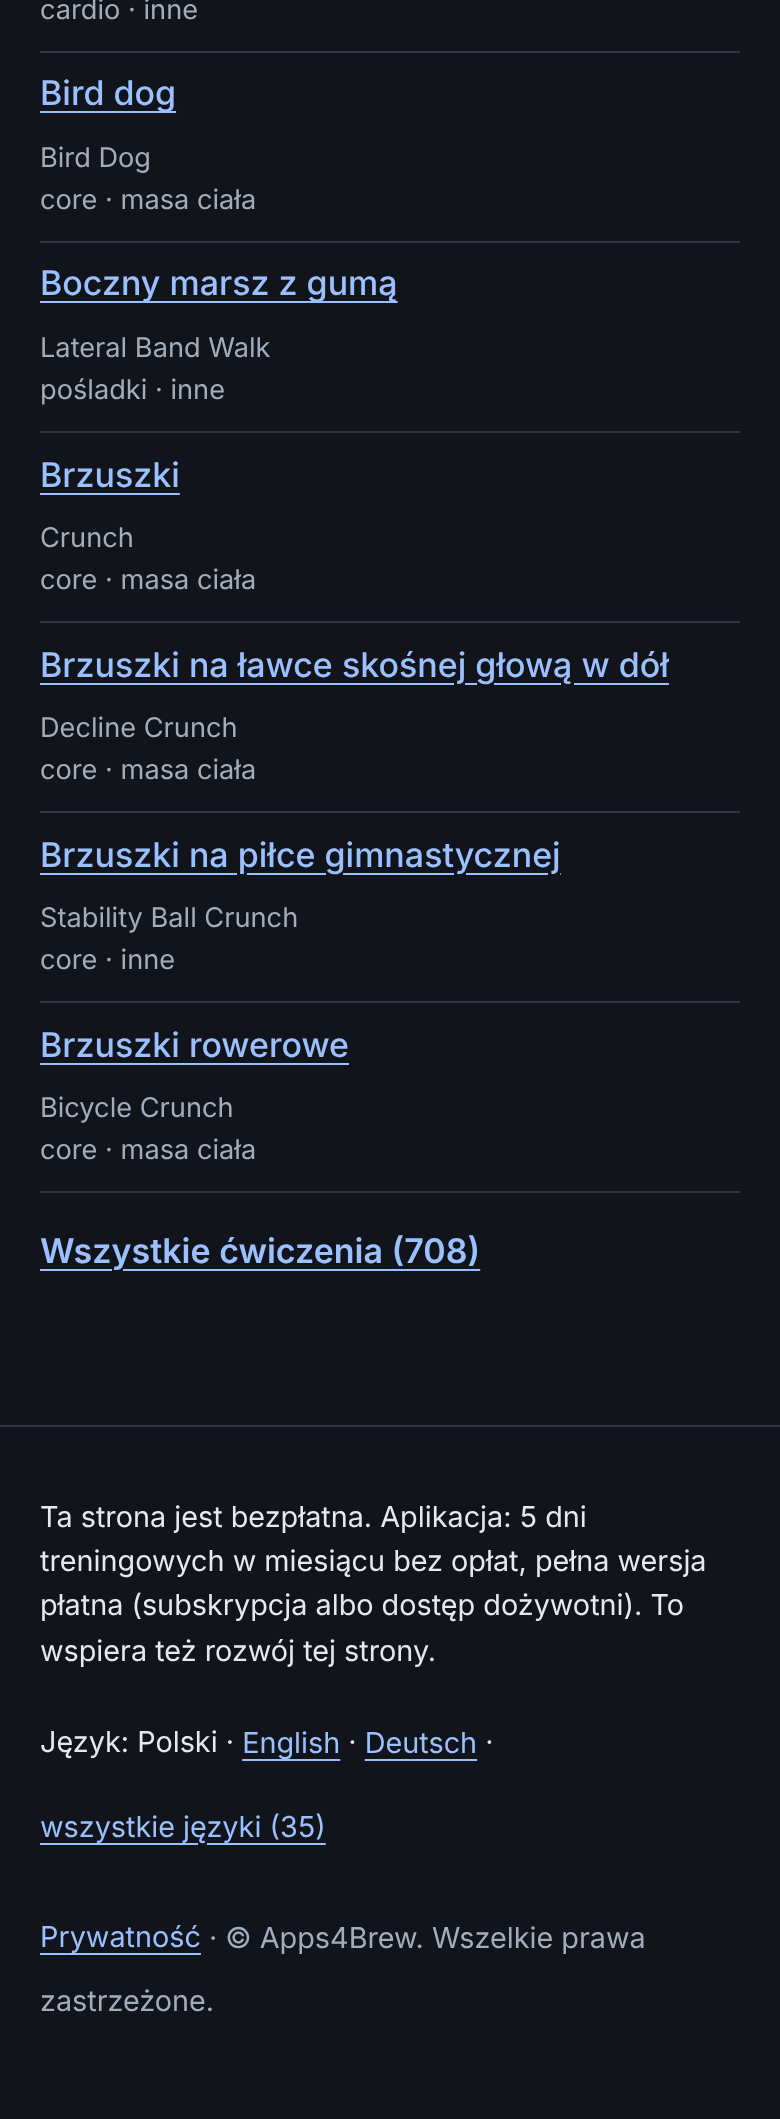 cardio · inne
Bird dog
Bird Dog
core · masa ciała
Boczny marsz z gumą
Lateral Band Walk
pośladki · inne
Brzuszki
Crunch
core · masa ciała
Brzuszki na ławce skośnej głową w dół
Decline Crunch
core · masa ciała
Brzuszki na piłce gimnastycznej
Stability Ball Crunch
core · inne
Brzuszki rowerowe
Bicycle Crunch
core · masa ciała
Wszystkie ćwiczenia (708)
Ta strona jest bezpłatna. Aplikacja: 5 dni
treningowych w miesiącu bez opłat, pełna wersja
płatna (subskrypcja albo dostęp dożywotni). To
wspiera też rozwój tej strony.
Język: Polski · English · Deutsch ·
wszystkie języki (35)
Prywatność · © Apps4Brew. Wszelkie prawa
zastrzeżone.